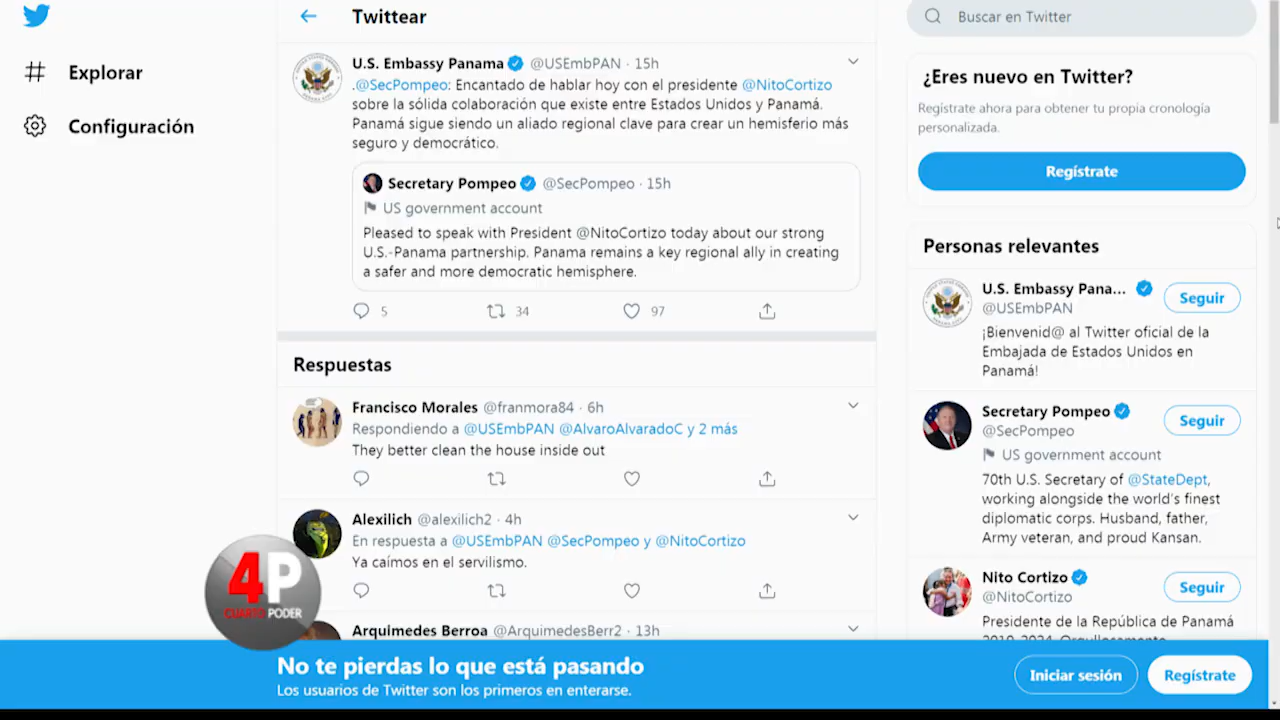 Explorar
Configuración
Twittear
U.S. Embassy Panama @USEmbPAN · 15h
.@SecPompeo: Encantado de hablar hoy con el presidente @NitoCortizo
sobre la sólida colaboración que existe entre Estados Unidos y Panamá.
Panamá sigue siendo un aliado regional clave para crear un hemisferio más
seguro y democrático.
Secretary Pompeo @SecPompeo · 15h
US government account
Pleased to speak with President @NitoCortizo today about our strong
U.S.-Panama partnership. Panama remains a key regional ally in creating
a safer and more democratic hemisphere.
5 34 97
Respuestas
Francisco Morales @franmora84 · 6h
Respondiendo a @USEmbPAN @AlvaroAlvaradoC y 2 más
They better clean the house inside out
Alexilich @alexilich2 · 4h
En respuesta a @USEmbPAN @SecPompeo y @NitoCortizo
Ya caímos en el servilismo.
Arquimedes Berroa @ArquimedesBerr2 · 13h
4P
CUARTO PODER
Buscar en Twitter
¿Eres nuevo en Twitter?
Regístrate ahora para obtener tu propia cronología
personalizada.
Regístrate
Personas relevantes
U.S. Embassy Pana...
@USEmbPAN
Seguir
¡Bienvenid@ al Twitter oficial de la
Embajada de Estados Unidos en
Panamá!
Secretary Pompeo
@SecPompeo
Seguir
US government account
70th U.S. Secretary of @StateDept,
working alongside the world's finest
diplomatic corps. Husband, father,
Army veteran, and proud Kansan.
Nito Cortizo
@NitoCortizo
Seguir
Presidente de la República de Panamá
2019-2024. Orgullosamente
No te pierdas lo que está pasando
Los usuarios de Twitter son los primeros en enterarse.
Iniciar sesión
Regístrate